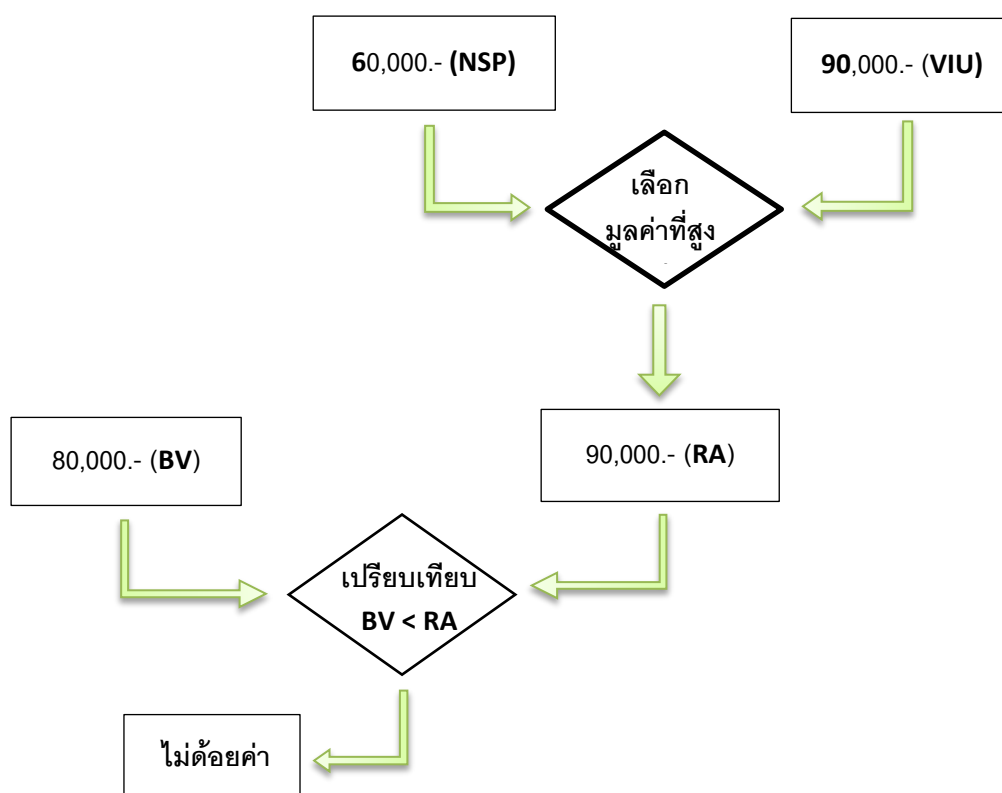 60,000.- (NSP)
90,000.- (VIU)
เลือก
มูลค่าที่สูง
80,000.- (BV)
90,000.- (RA)
เปรียบเทียบ
BV < RA
ไม่ด้อยค่า